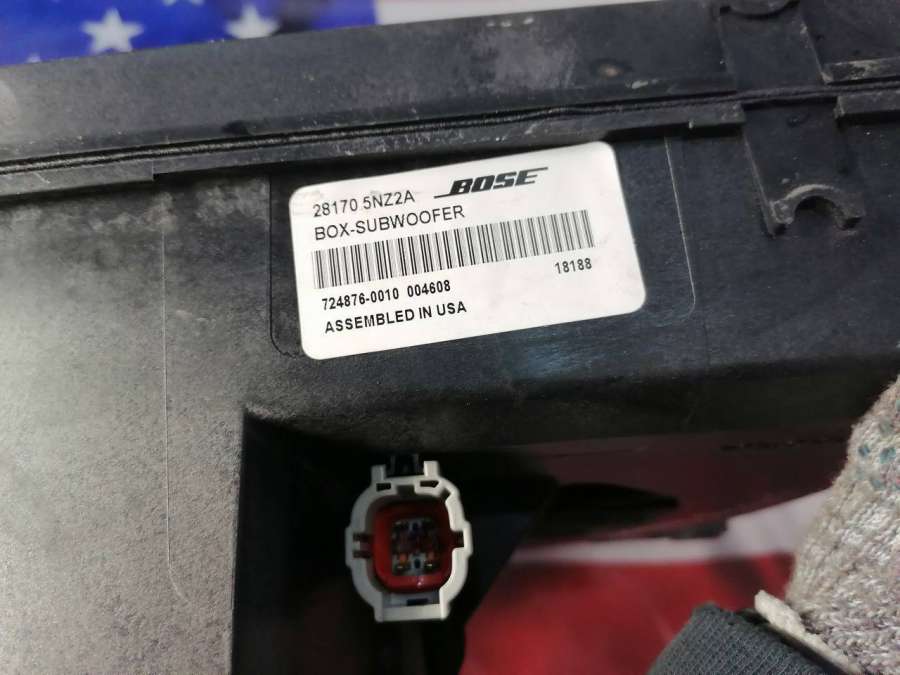 28170 5NZ2A BOSE
BOX-SUBWOOFER
18188
724876-0010 004608
ASSEMBLED IN USA